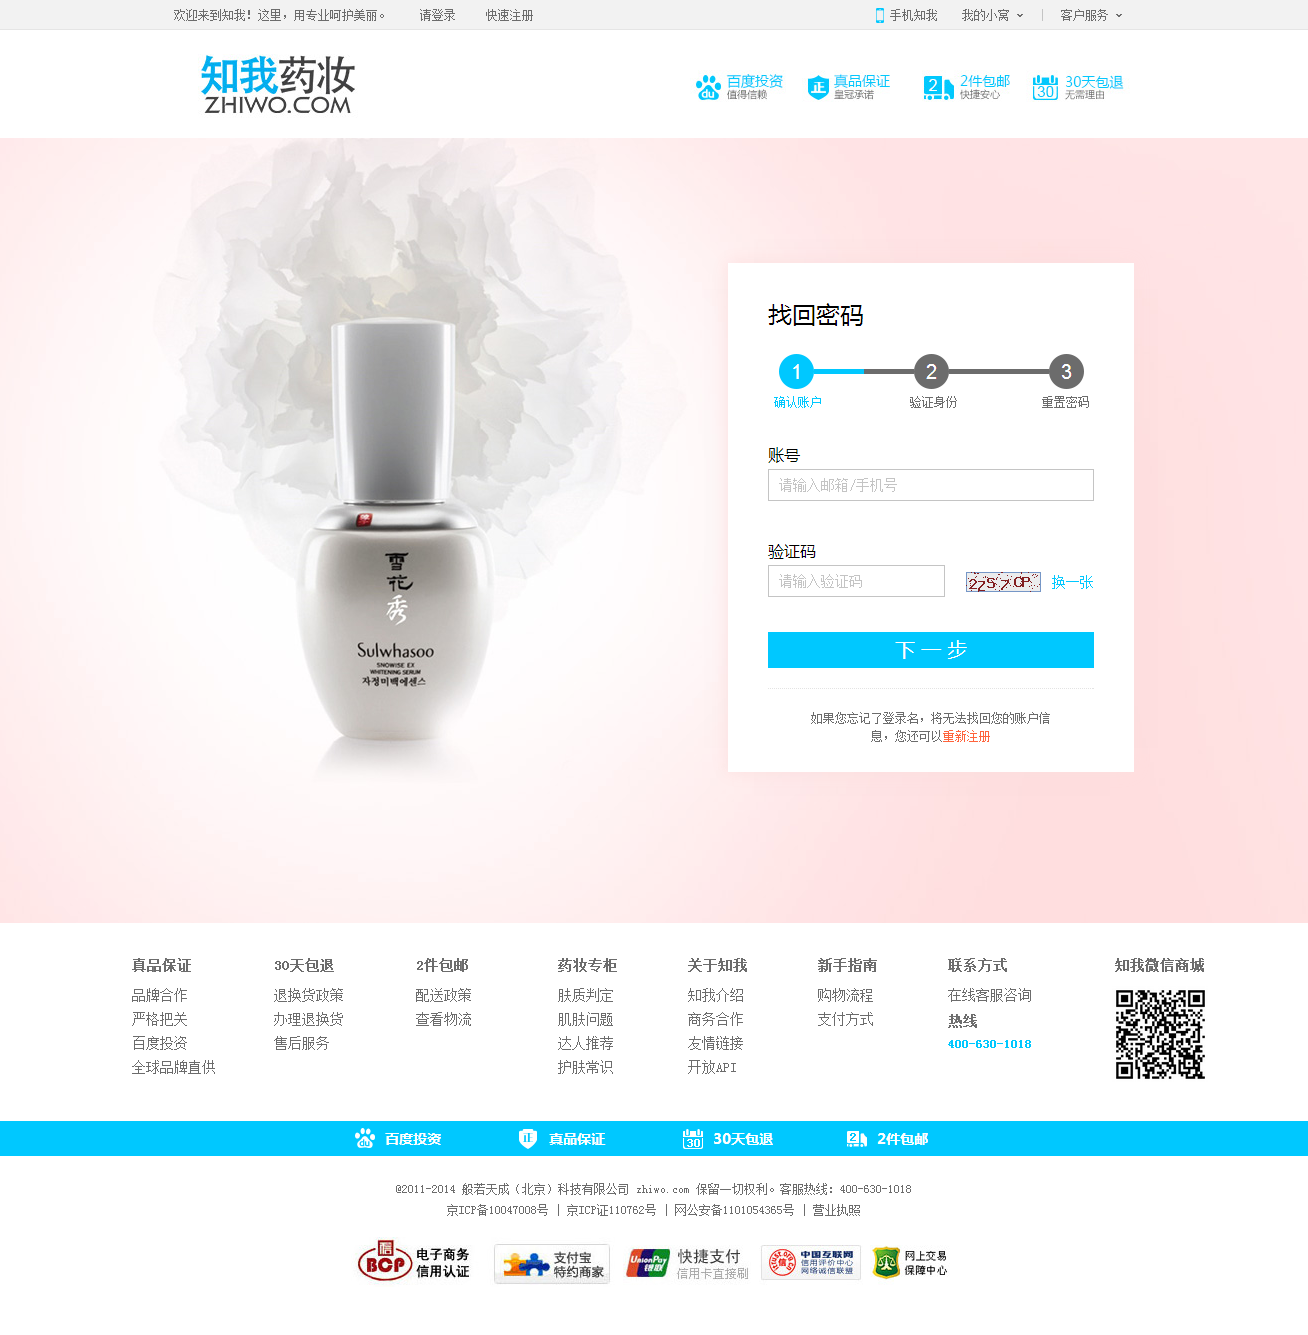 欢迎来到知我！这里，用专业呵护美丽。 请登录 快速注册 手机知我 我的小窝 客户服务
知我药妆
ZHIWO.COM
百度投资 真品保证 2件包邮 30天包退
值得信赖 皇冠承诺 快捷安心 无需理由
找回密码
1 2 3
确认账户 验证身份 重置密码
账号
请输入邮箱/手机号
验证码
请输入验证码 换一张
下一步
如果您忘记了登录名，将无法找回您的账户信
息，您还可以重新注册
雪花秀
Sulwhasoo
SNOWISE EX
WHITENING SERUM
자정미백에센스
真品保证 30天包退 2件包邮 药妆专柜 关于知我 新手指南 联系方式 知我微信商城
品牌合作 退换货政策 配送政策 肤质判定 知我介绍 购物流程 在线客服咨询
严格把关 办理退换货 查看物流 肌肤问题 商务合作 支付方式 热线
百度投资 售后服务 达人推荐 友情链接 400-630-1018
全球品牌直供 护肤常识 开放API
百度投资 真品保证 30天包退 2件包邮
@2011-2014 般若天成（北京）科技有限公司 zhiwo.com 保留一切权利。客服热线：400-630-1018
京ICP备10047008号 | 京ICP证110762号 | 网公安备1101054365号 | 营业执照
BCP 电子商务
信用认证
支付宝
特约商家
UnionPay
银联
快捷支付
信用卡直接刷
中国互联网
信用评价中心
网络诚信联盟
网上交易
保障中心